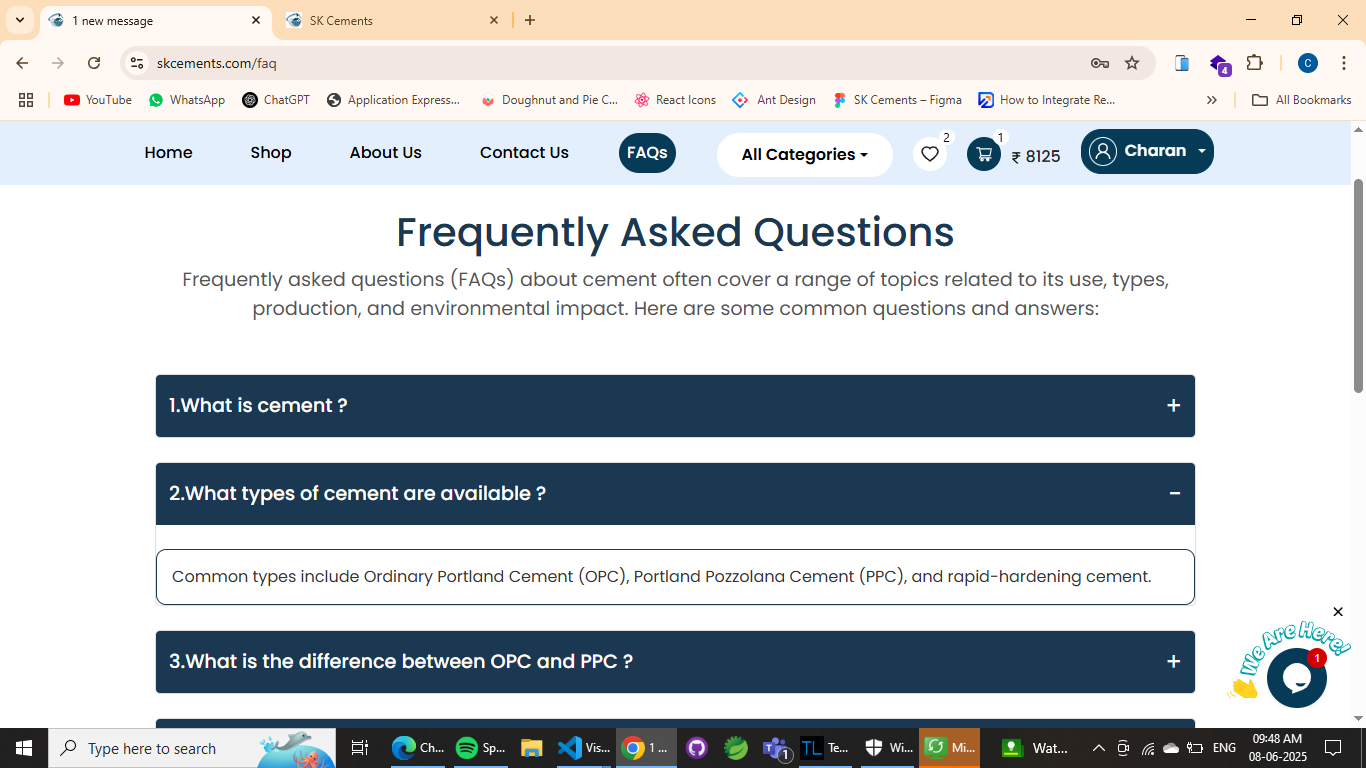 1 new message
SK Cements
skcements.com/faq
4
C
YouTube
WhatsApp
ChatGPT
Application Express...
Doughnut and Pie C...
React Icons
Ant Design
SK Cements – Figma
How to Integrate Re...
All Bookmarks
Home
Shop
About Us
Contact Us
FAQs
All Categories
2
1
₹ 8125
Charan
Frequently Asked Questions
Frequently asked questions (FAQs) about cement often cover a range of topics related to its use, types,
production, and environmental impact. Here are some common questions and answers:
1.What is cement ?
+
2.What types of cement are available ?
−
Common types include Ordinary Portland Cement (OPC), Portland Pozzolana Cement (PPC), and rapid-hardening cement.
3.What is the difference between OPC and PPC ?
+
We Are Here!
1
Type here to search
Ch...
Sp...
Vis...
1 ...
1
TL
Te...
Wi...
Mi...
Wat...
ENG
09:48 AM
08-06-2025